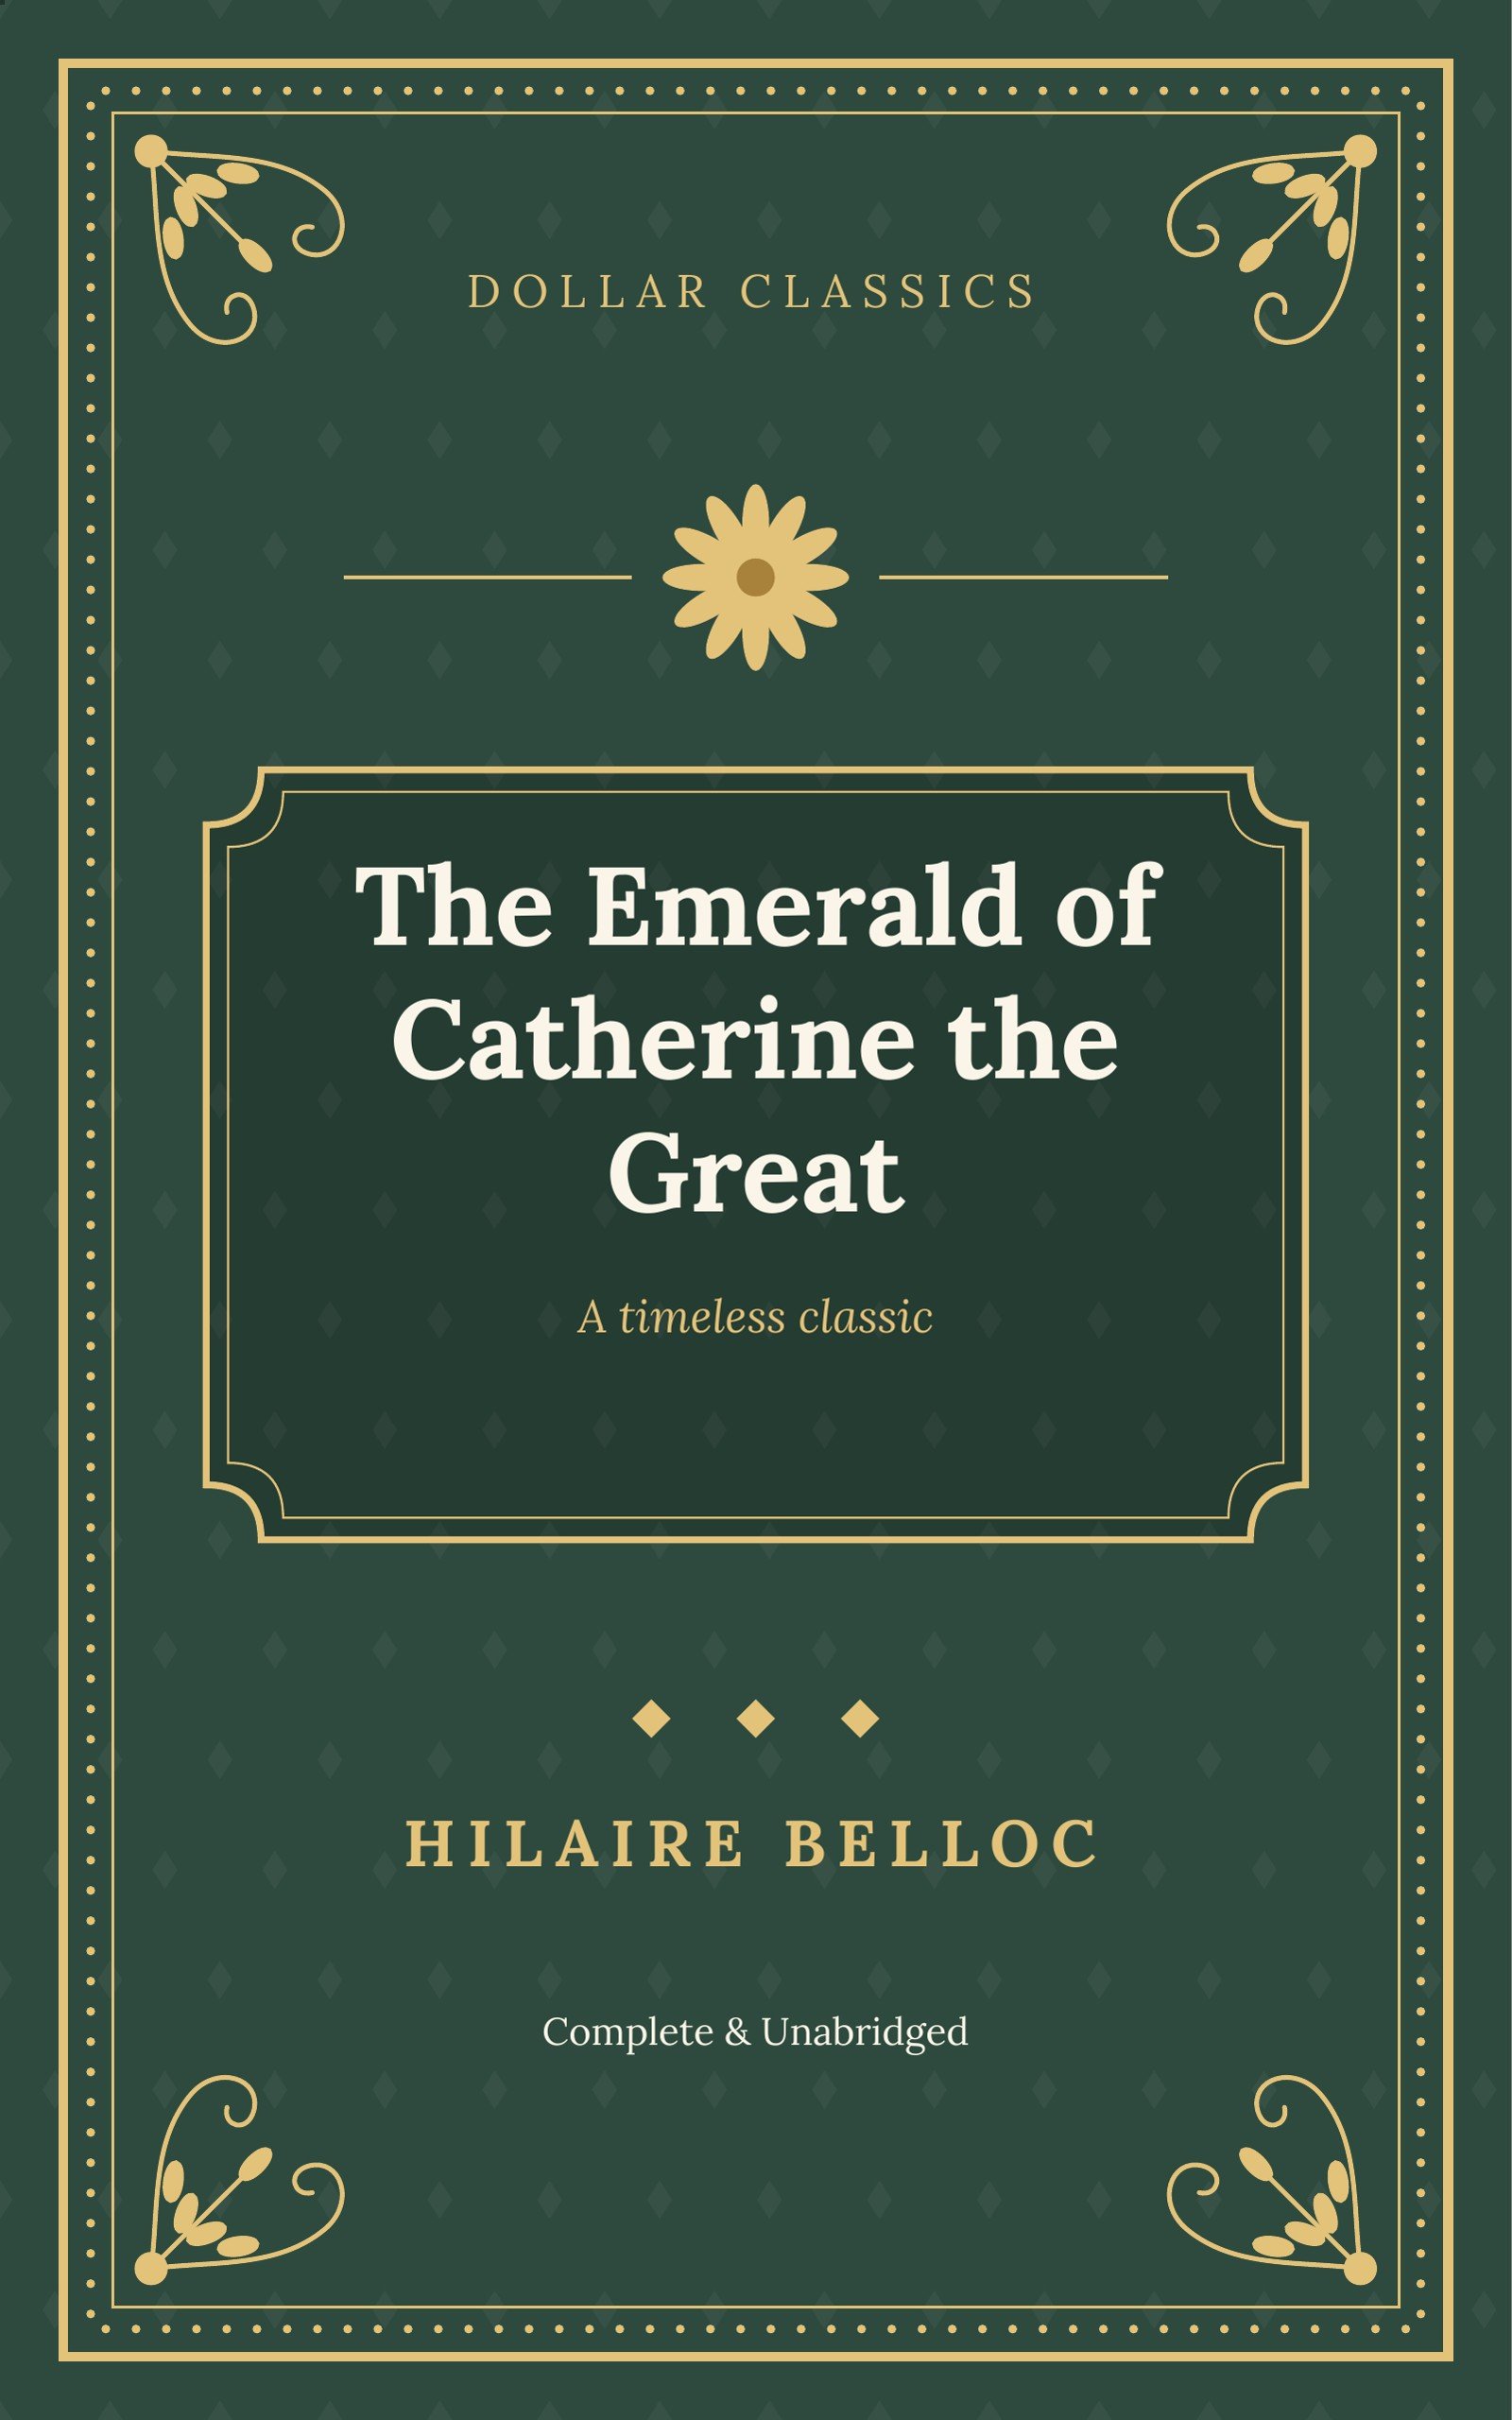 DOLLAR CLASSICS
The Emerald of
Catherine the
Great
A timeless classic
HILAIRE BELLOC
Complete & Unabridged